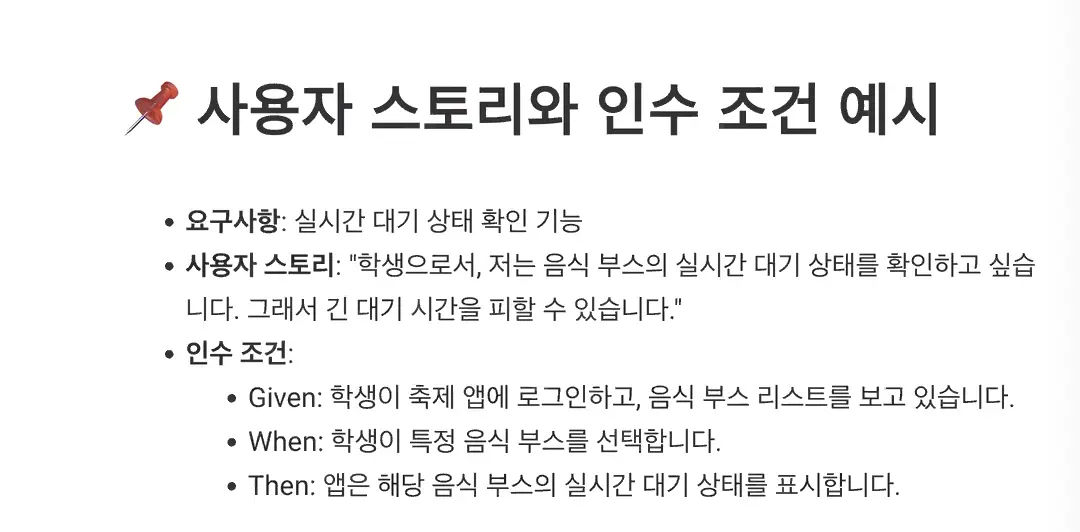 📌 사용자 스토리와 인수 조건 예시
• 요구사항: 실시간 대기 상태 확인 기능
• 사용자 스토리: "학생으로서, 저는 음식 부스의 실시간 대기 상태를 확인하고 싶습
니다. 그래서 긴 대기 시간을 피할 수 있습니다."
• 인수 조건:
• Given: 학생이 축제 앱에 로그인하고, 음식 부스 리스트를 보고 있습니다.
• When: 학생이 특정 음식 부스를 선택합니다.
• Then: 앱은 해당 음식 부스의 실시간 대기 상태를 표시합니다.